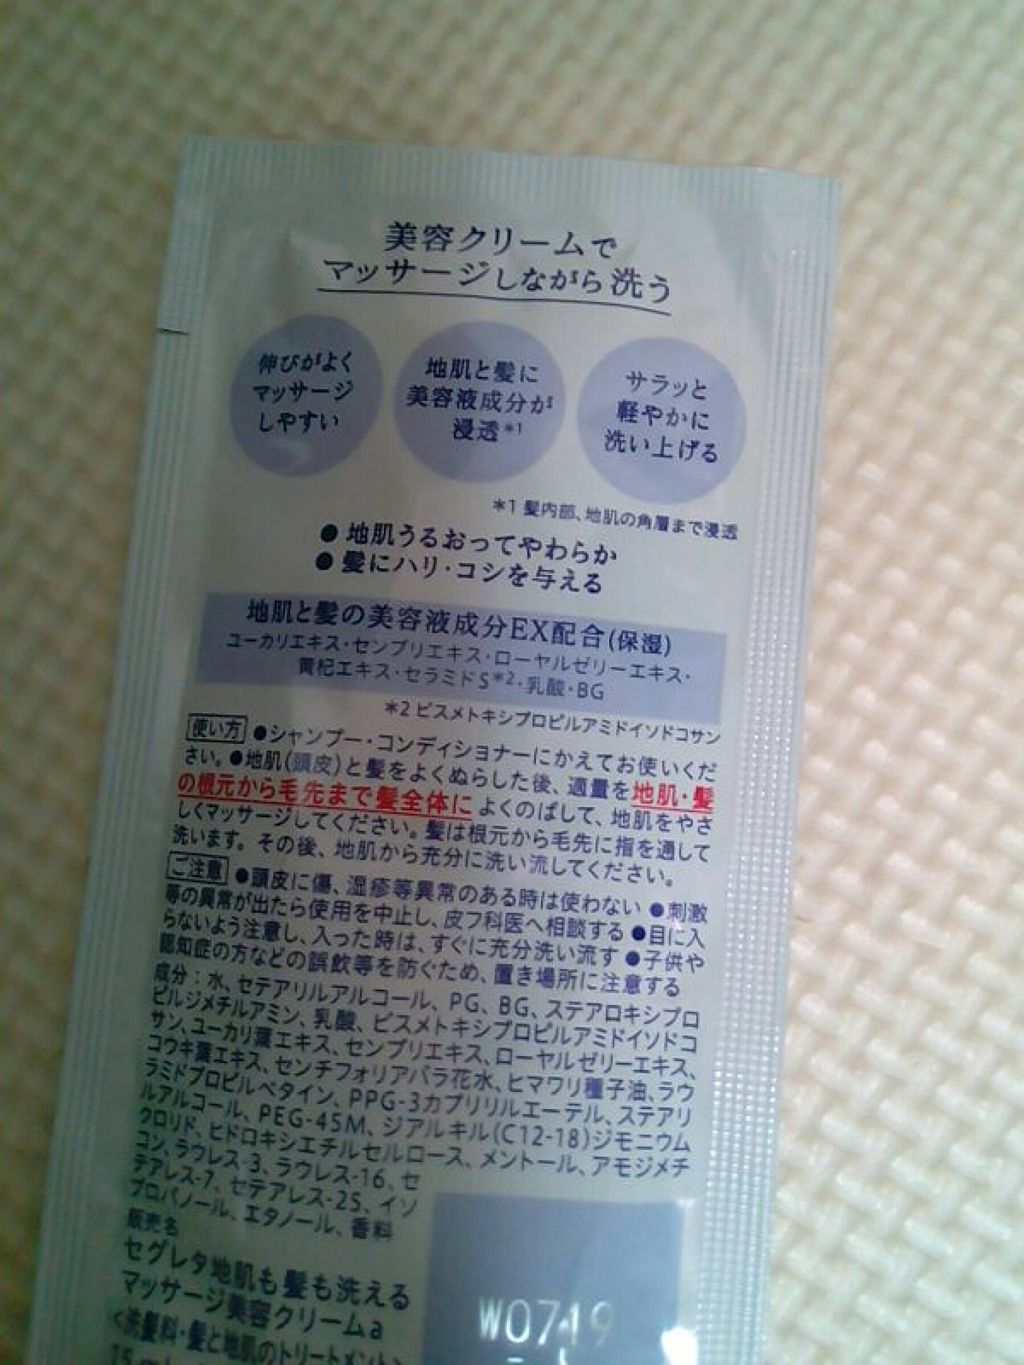 美容クリームで
マッサージしながら洗う
伸びがよく
マッサージ
しやすい
地肌と髪に
美容液成分が
浸透*1
サラッと
軽やかに
洗い上げる
*1 髪内部、地肌の角層まで浸透
● 地肌うるおってやわらか
● 髪にハリ・コシを与える
地肌と髪の美容液成分EX配合(保湿)
ユーカリエキス・センブリエキス・ローヤルゼリーエキス・
黄杞エキス・セラミドS*2・乳酸・BG
*2 ビスメトキシプロピルアミドイソドコサン
使い方 ●シャンプー・コンディショナーにかえてお使いくだ
さい。●地肌(頭皮)と髪をよくぬらした後、適量を地肌・髪
の根元から毛先まで髪全体に よくのばして、地肌をやさ
しくマッサージしてください。髪は根元から毛先に指を通して
洗います。その後、地肌から充分に洗い流してください。
ご注意 ●頭皮に傷、湿疹等異常のある時は使わない ●刺激
等の異常が出たら使用を中止し、皮フ科医へ相談する ●目に入
らないよう注意し、入った時は、すぐに充分洗い流す ●子供や
認知症の方などの誤飲等を防ぐため、置き場所に注意する
成分：水、セテアリルアルコール、PG、BG、ステアロキシプロ
ピルジメチルアミン、乳酸、ビスメトキシプロピルアミドイソドコ
サン、ユーカリ葉エキス、センブリエキス、ローヤルゼリーエキス、
コウキ葉エキス、センチフォリアバラ花水、ヒマワリ種子油、ラウ
ラミドプロピルベタイン、PPG-3カプリリルエーテル、ステアリ
ルアルコール、PEG-45M、ジアルキル(C12-18)ジモニウム
クロリド、ヒドロキシエチルセルロース、メントール、アモジメチ
コン、ラウレス-3、ラウレス-16、セ
テアレス-7、セテアレス-25、イソ
プロパノール、エタノール、香料
販売名
セグレタ地肌も髪も洗える
マッサージ美容クリームa
<洗髪料・髪と地肌のトリートメント>
W0719